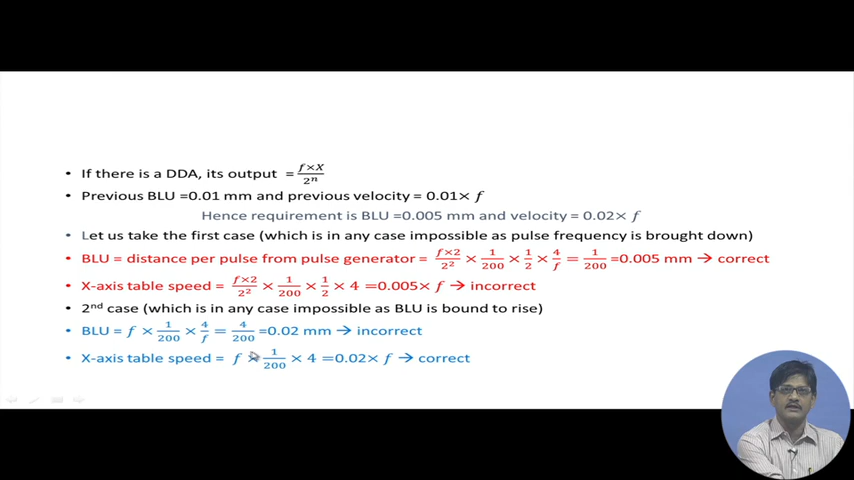 • If there is a DDA, its output = f×X/2ⁿ
• Previous BLU =0.01 mm and previous velocity = 0.01× f
Hence requirement is BLU =0.005 mm and velocity = 0.02× f
• Let us take the first case (which is in any case impossible as pulse frequency is brought down)
• BLU = distance per pulse from pulse generator = f×2/2² × 1/200 × 1/2 × 4/f = 1/200 =0.005 mm → correct
• X-axis table speed = f×2/2² × 1/200 × 1/2 × 4 =0.005× f → incorrect
• 2nd case (which is in any case impossible as BLU is bound to rise)
• BLU = f × 1/200 × 4/f = 4/200 =0.02 mm → incorrect
• X-axis table speed = f × 1/200 × 4 =0.02× f → correct